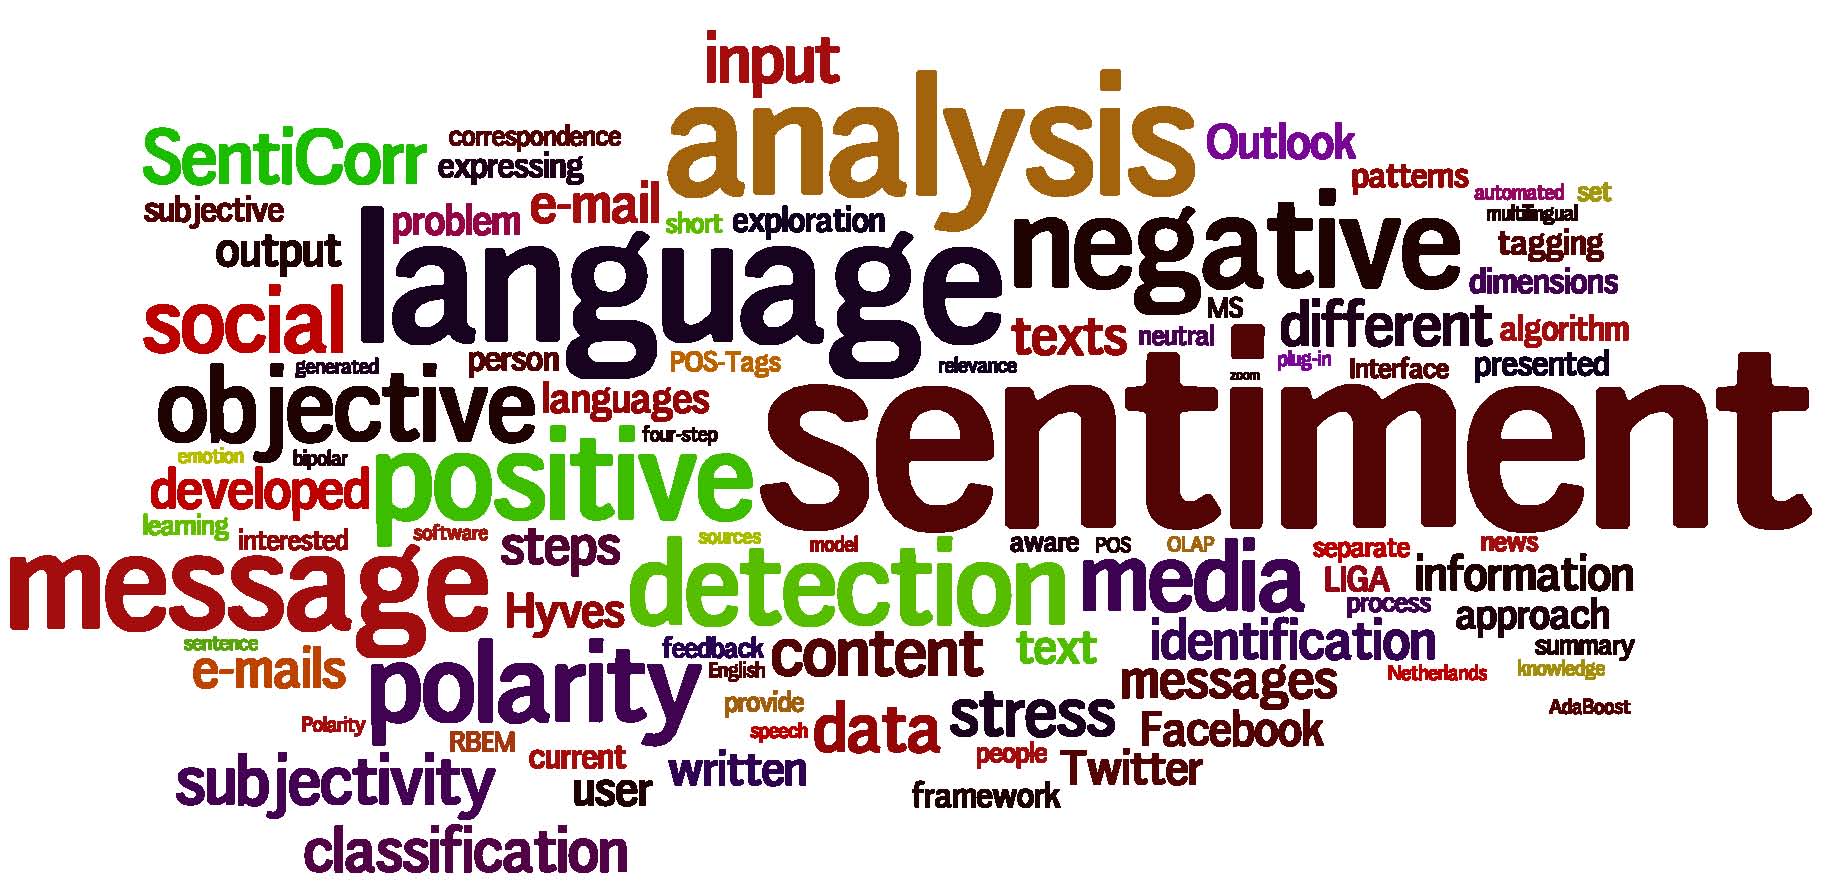 input
analysis
SentiCorr
correspondence
Outlook
expressing
patterns
automated
set
subjective
problem
e-mail
short
exploration
negative
multilingual
output
language
tagging
dimensions
social
MS
different
texts
neutral
algorithm
generated
person
POS-Tags
relevance
plug-in
Interface
presented
zoom
objective
languages
sentiment
four-step
emotion
bipolar
positive
developed
learning
interested
software
steps
sources
model
aware
POS
OLAP
separate
news
message
detection
media
LIGA
information
Hyves
process
approach
sentence
feedback
content
text
identification
summary
e-mails
polarity
English
messages
Netherlands
knowledge
provide
stress
AdaBoost
Polarity
RBEM
speech
data
Facebook
current
people
subjectivity
user
written
Twitter
framework
classification